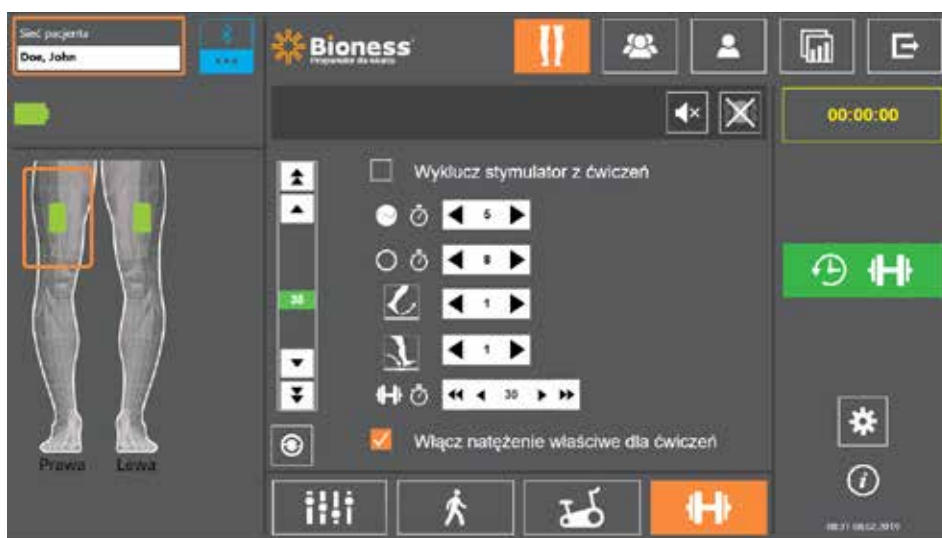 Sieć pacjenta
Doe, John
Bioness
00:00:00
Wyklucz stymulator z ćwiczeń
5
8
1
1
30
30
Włącz natężenie właściwe dla ćwiczeń
Prawa
Lewa
i